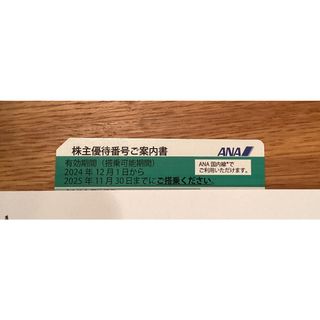 株主優待番号ご案内書
ANA
有効期間（搭乗可能期間）
2024年12月1日から
2025年11月30日までにご搭乗ください。
ANA国内線*で
ご利用いただけます。